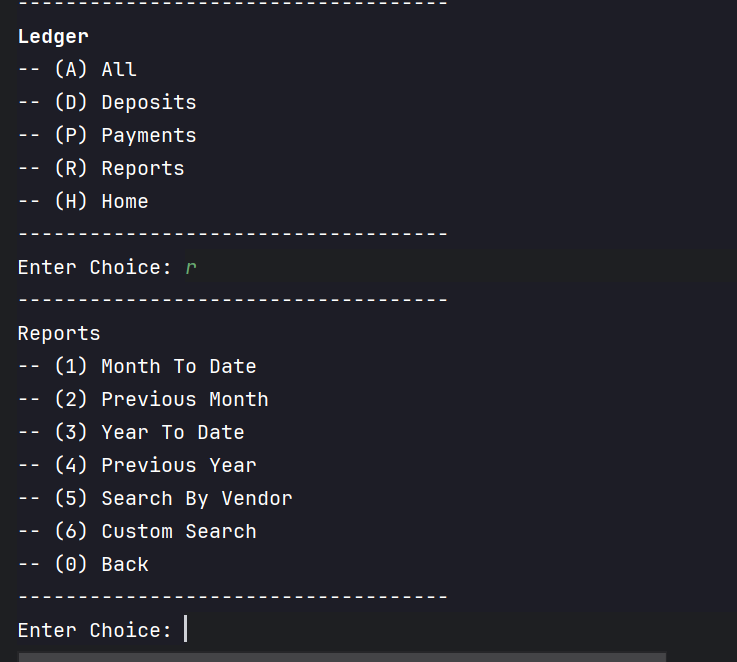 ------------------------------------
Ledger
-- (A) All
-- (D) Deposits
-- (P) Payments
-- (R) Reports
-- (H) Home
------------------------------------
Enter Choice: r
------------------------------------
Reports
-- (1) Month To Date
-- (2) Previous Month
-- (3) Year To Date
-- (4) Previous Year
-- (5) Search By Vendor
-- (6) Custom Search
-- (0) Back
------------------------------------
Enter Choice: